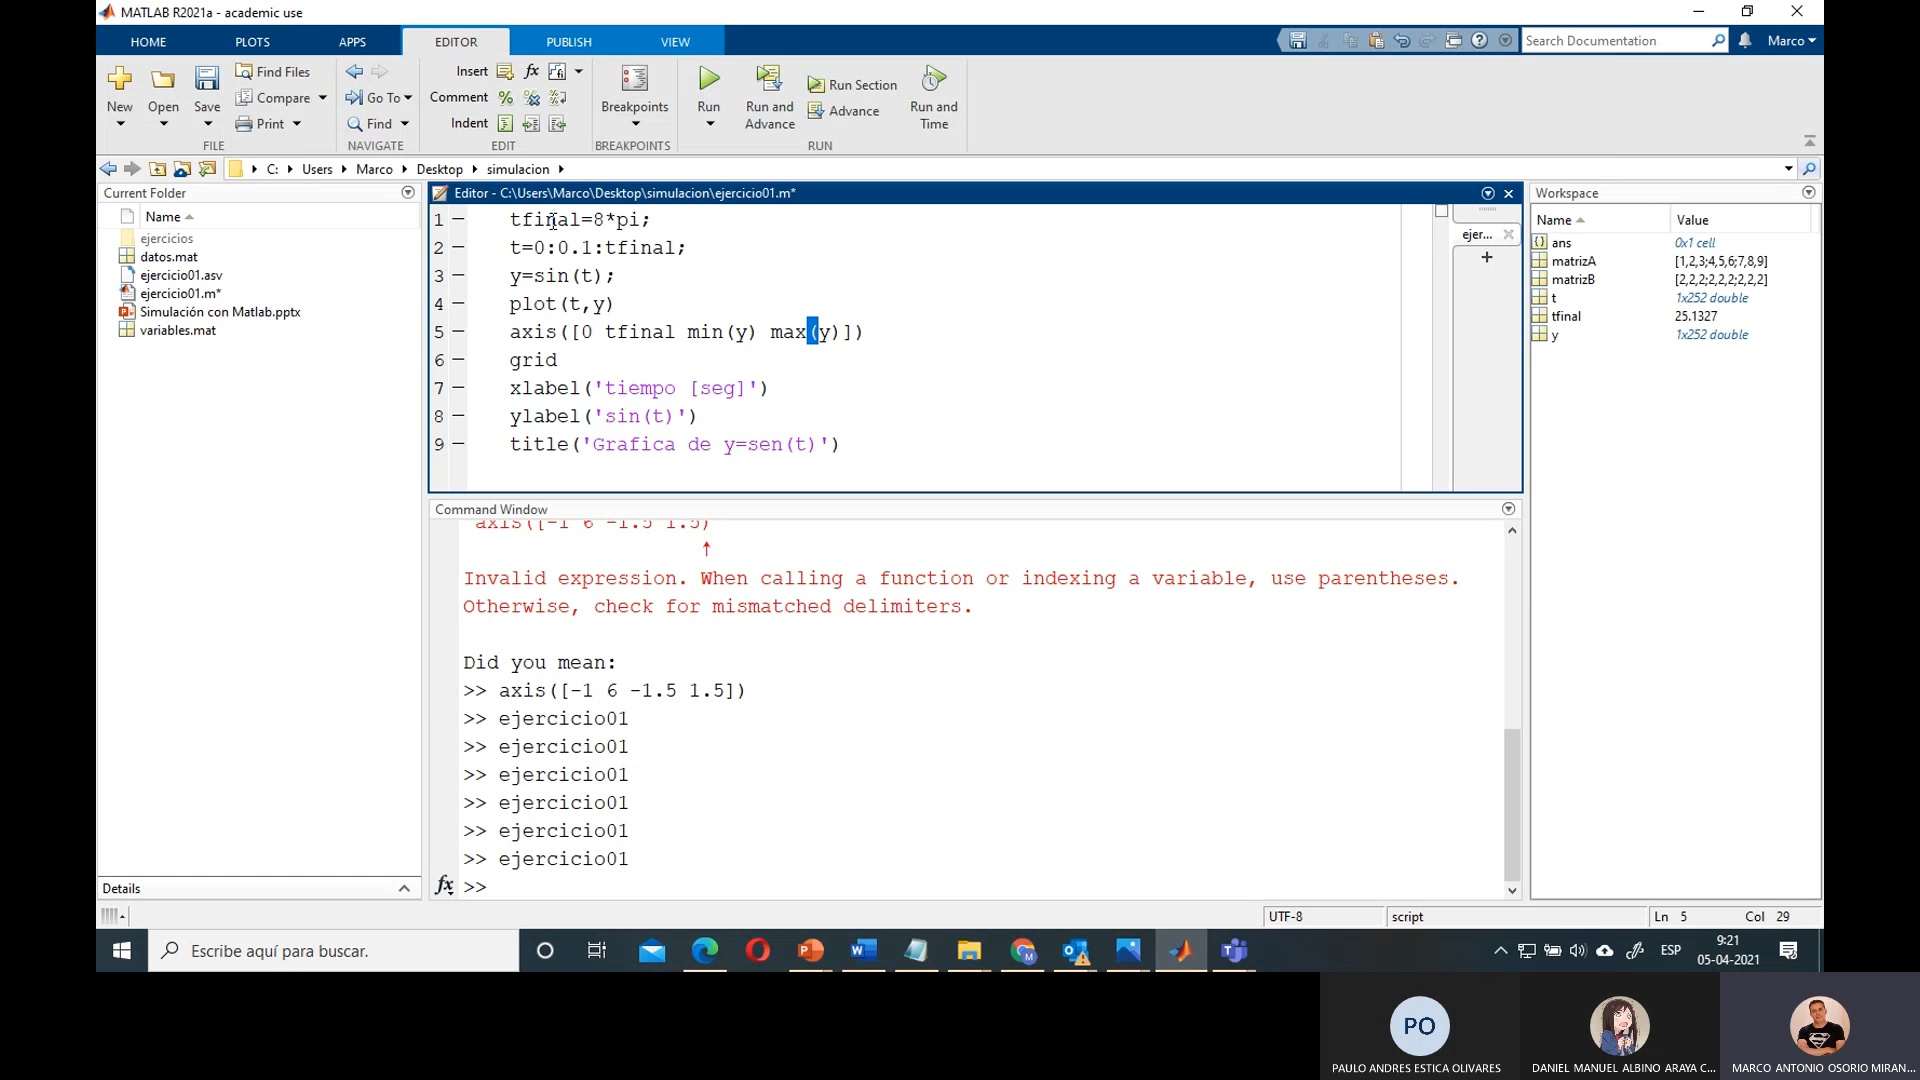 MATLAB R2021a - academic use
HOME PLOTS APPS EDITOR PUBLISH VIEW
Search Documentation
Marco
New Open Save
Find Files
Compare
Print
FILE
Go To
Find
NAVIGATE
Insert fx
Comment
Indent
EDIT
Breakpoints
BREAKPOINTS
Run
Run and Advance
Run Section
Advance
Run and Time
RUN
C: Users Marco Desktop simulacion
Current Folder
Name
ejercicios
datos.mat
ejercicio01.asv
ejercicio01.m*
Simulación con Matlab.pptx
variables.mat
Details
Editor - C:\Users\Marco\Desktop\simulacion\ejercicio01.m*
1 tfinal=8*pi;
2 t=0:0.1:tfinal;
3 y=sin(t);
4 plot(t,y)
5 axis([0 tfinal min(y) max(y)])
6 grid
7 xlabel('tiempo [seg]')
8 ylabel('sin(t)')
9 title('Grafica de y=sen(t)')
ejer...
Command Window
axis([-1 6 -1.5 1.5)
↑
Invalid expression. When calling a function or indexing a variable, use parentheses.
Otherwise, check for mismatched delimiters.
Did you mean:
>> axis([-1 6 -1.5 1.5])
>> ejercicio01
>> ejercicio01
>> ejercicio01
>> ejercicio01
>> ejercicio01
>> ejercicio01
fx >>
Workspace
Name Value
ans 0x1 cell
matrizA [1,2,3;4,5,6;7,8,9]
matrizB [2,2,2;2,2,2;2,2,2]
t 1x252 double
tfinal 25.1327
y 1x252 double
UTF-8 script Ln 5 Col 29
Escribe aquí para buscar.
ESP
9:21
05-04-2021
PO
PAULO ANDRES ESTICA OLIVARES
DANIEL MANUEL ALBINO ARAYA C...
MARCO ANTONIO OSORIO MIRAN...